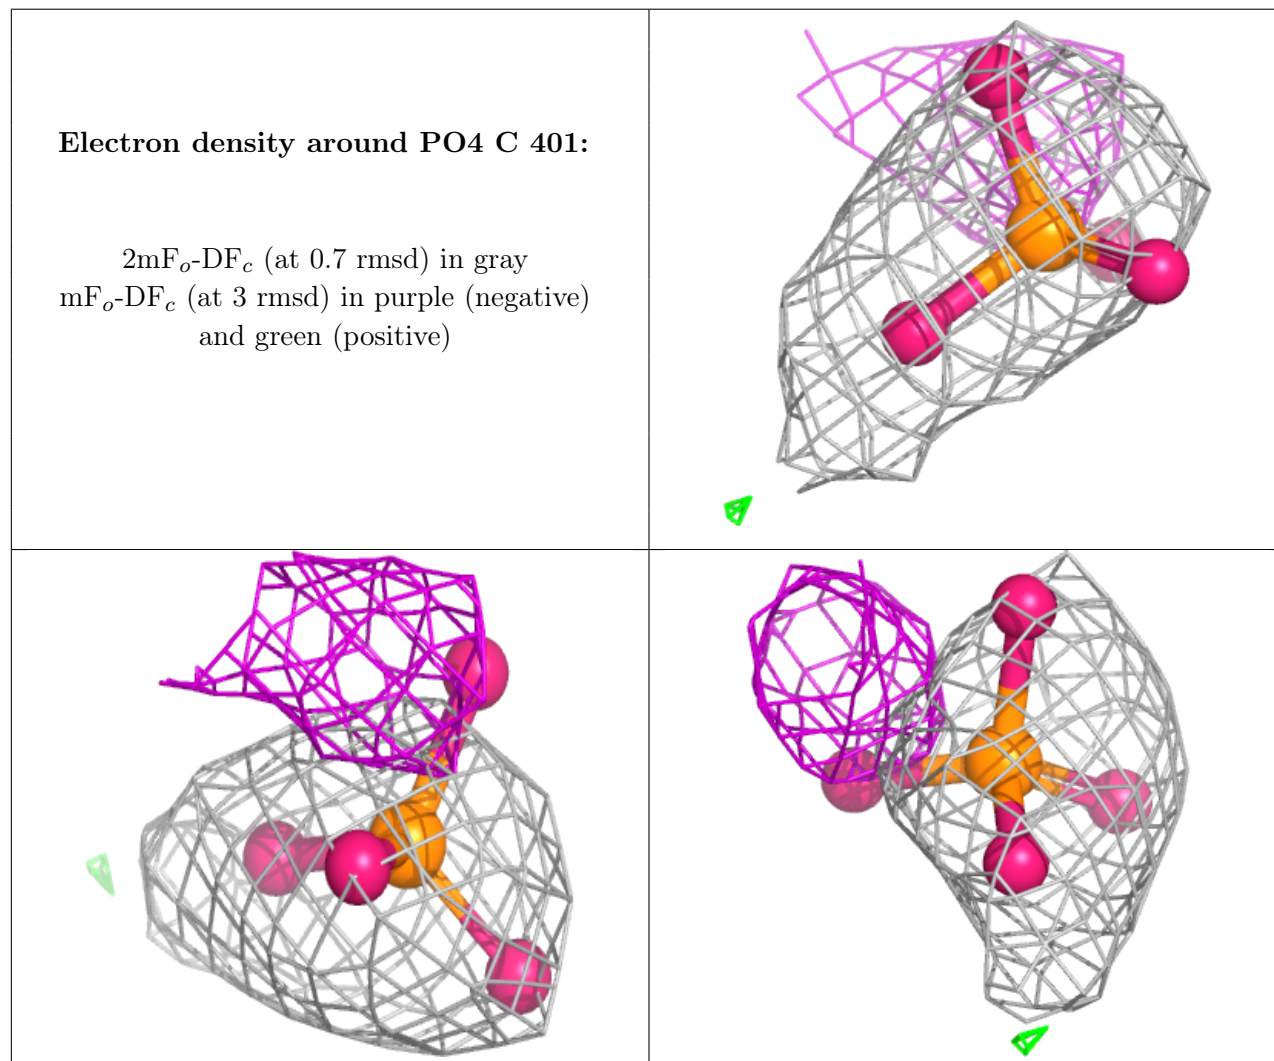 Electron density around PO4 C 401:
2mFo-DFc (at 0.7 rmsd) in gray
mFo-DFc (at 3 rmsd) in purple (negative)
and green (positive)